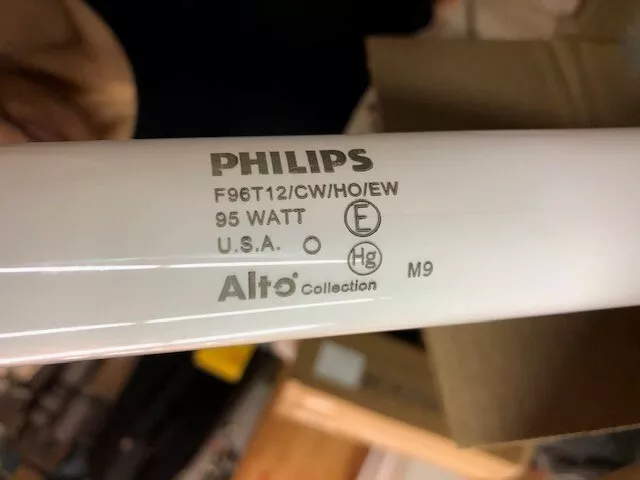 PHILIPS
F96T12/CW/HO/EW
95 WATT E
U.S.A. Hg
Alto Collection M9